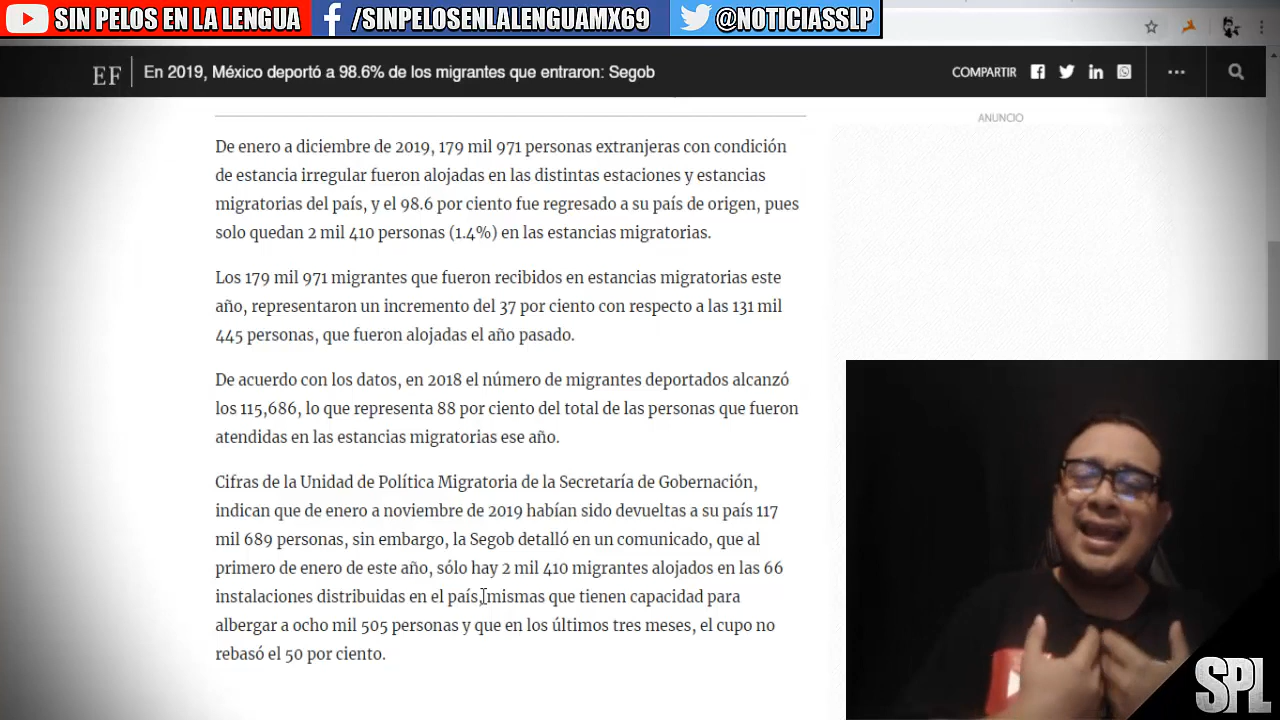 SIN PELOS EN LA LENGUA
/SINPELOSENLALENGUAMX69
@NOTICIASSLP
EF
En 2019, México deportó a 98.6% de los migrantes que entraron: Segob
COMPARTIR
ANUNCIO
De enero a diciembre de 2019, 179 mil 971 personas extranjeras con condición
de estancia irregular fueron alojadas en las distintas estaciones y estancias
migratorias del país, y el 98.6 por ciento fue regresado a su país de origen, pues
solo quedan 2 mil 410 personas (1.4%) en las estancias migratorias.
Los 179 mil 971 migrantes que fueron recibidos en estancias migratorias este
año, representaron un incremento del 37 por ciento con respecto a las 131 mil
445 personas, que fueron alojadas el año pasado.
De acuerdo con los datos, en 2018 el número de migrantes deportados alcanzó
los 115,686, lo que representa 88 por ciento del total de las personas que fueron
atendidas en las estancias migratorias ese año.
Cifras de la Unidad de Política Migratoria de la Secretaría de Gobernación,
indican que de enero a noviembre de 2019 habían sido devueltas a su país 117
mil 689 personas, sin embargo, la Segob detalló en un comunicado, que al
primero de enero de este año, sólo hay 2 mil 410 migrantes alojados en las 66
instalaciones distribuidas en el país, mismas que tienen capacidad para
albergar a ocho mil 505 personas y que en los últimos tres meses, el cupo no
rebasó el 50 por ciento.
SPL